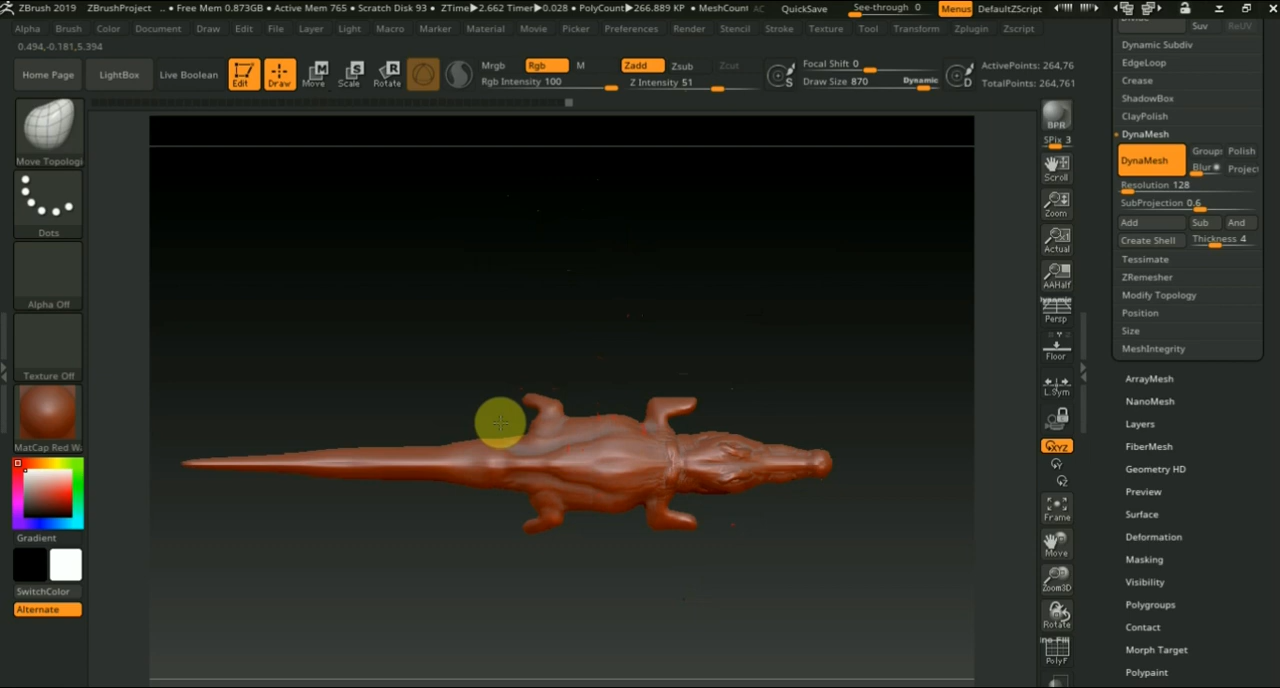 ZBrush 2019 ZBrushProject .. • Free Mem 0.873GB • Active Mem 765 • Scratch Disk 93 • ZTime▶2.662 Timer▶0.028 • PolyCount▶266.889 KP • MeshCount AC QuickSave See-through 0 Menus DefaultZScript
Alpha Brush Color Document Draw Edit File Layer Light Macro Marker Material Movie Picker Preferences Render Stencil Stroke Texture Tool Transform Zplugin Zscript
0.494,-0.181,5.394
Home Page LightBox Live Boolean Edit Draw Move Scale Rotate
Mrgb Rgb M Zadd Zsub Zcut Focal Shift 0 ActivePoints: 264,76
Rgb Intensity 100 Z Intensity 51 S Draw Size 870 Dynamic D TotalPoints: 264,761
Move Topologi
Dots
Alpha Off
Texture Off
MatCap Red W
Gradient
SwitchColor
Alternate
BPR
SPix 3
Scroll
Zoom
Actual
AAHalf
Dynamic
Persp
Floor
L.Sym
XYZ
Y
Z
Frame
Move
Zoom3D
Rotate
PolyF
Divide Suv ReUV
Dynamic Subdiv
EdgeLoop
Crease
ShadowBox
ClayPolish
DynaMesh
DynaMesh Groups Polish
Blur Project
Resolution 128
SubProjection 0.6
Add Sub And
Create Shell Thickness 4
Tessimate
ZRemesher
Modify Topology
Position
Size
MeshIntegrity
ArrayMesh
NanoMesh
Layers
FiberMesh
Geometry HD
Preview
Surface
Deformation
Masking
Visibility
Polygroups
Contact
Morph Target
Polypaint